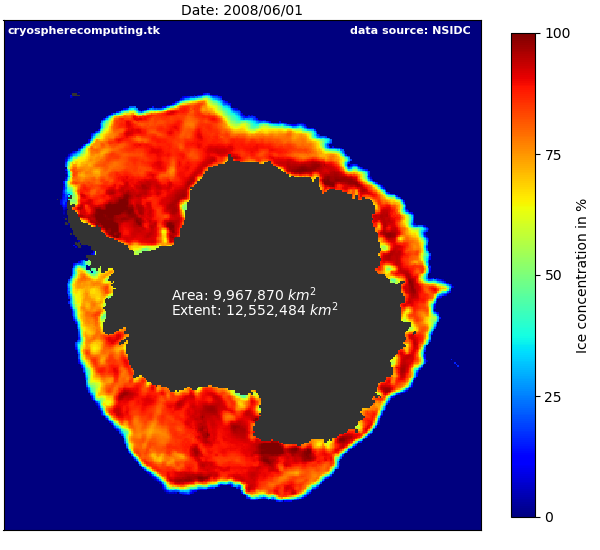 Date: 2008/06/01
cryospherecomputing.tk
data source: NSIDC
Area: 9,967,870 km²
Extent: 12,552,484 km²
100
75
50
25
0
Ice concentration in %